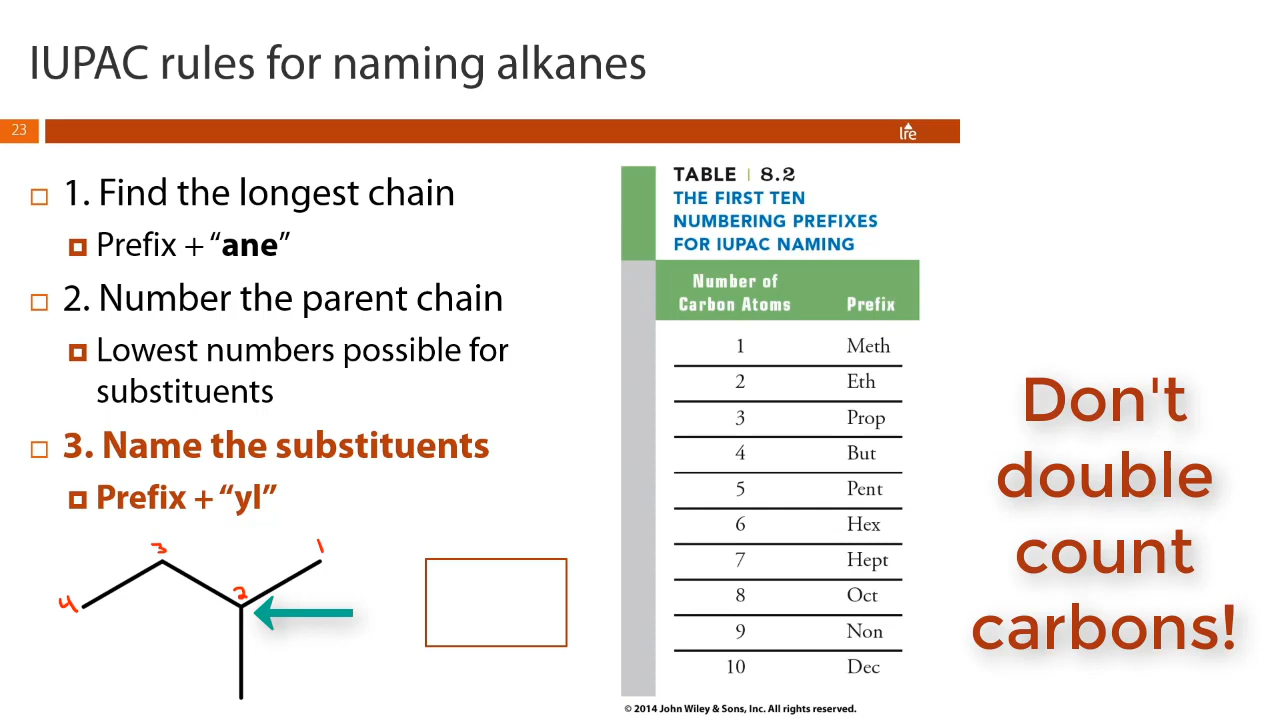 IUPAC rules for naming alkanes
23
lre
1. Find the longest chain
Prefix + “ane”
2. Number the parent chain
Lowest numbers possible for
substituents
3. Name the substituents
Prefix + “yl”
3
1
2
4
TABLE | 8.2
THE FIRST TEN
NUMBERING PREFIXES
FOR IUPAC NAMING
Number of
Carbon Atoms Prefix
1 Meth
2 Eth
3 Prop
4 But
5 Pent
6 Hex
7 Hept
8 Oct
9 Non
10 Dec
© 2014 John Wiley & Sons, Inc. All rights reserved.
Don't
double
count
carbons!